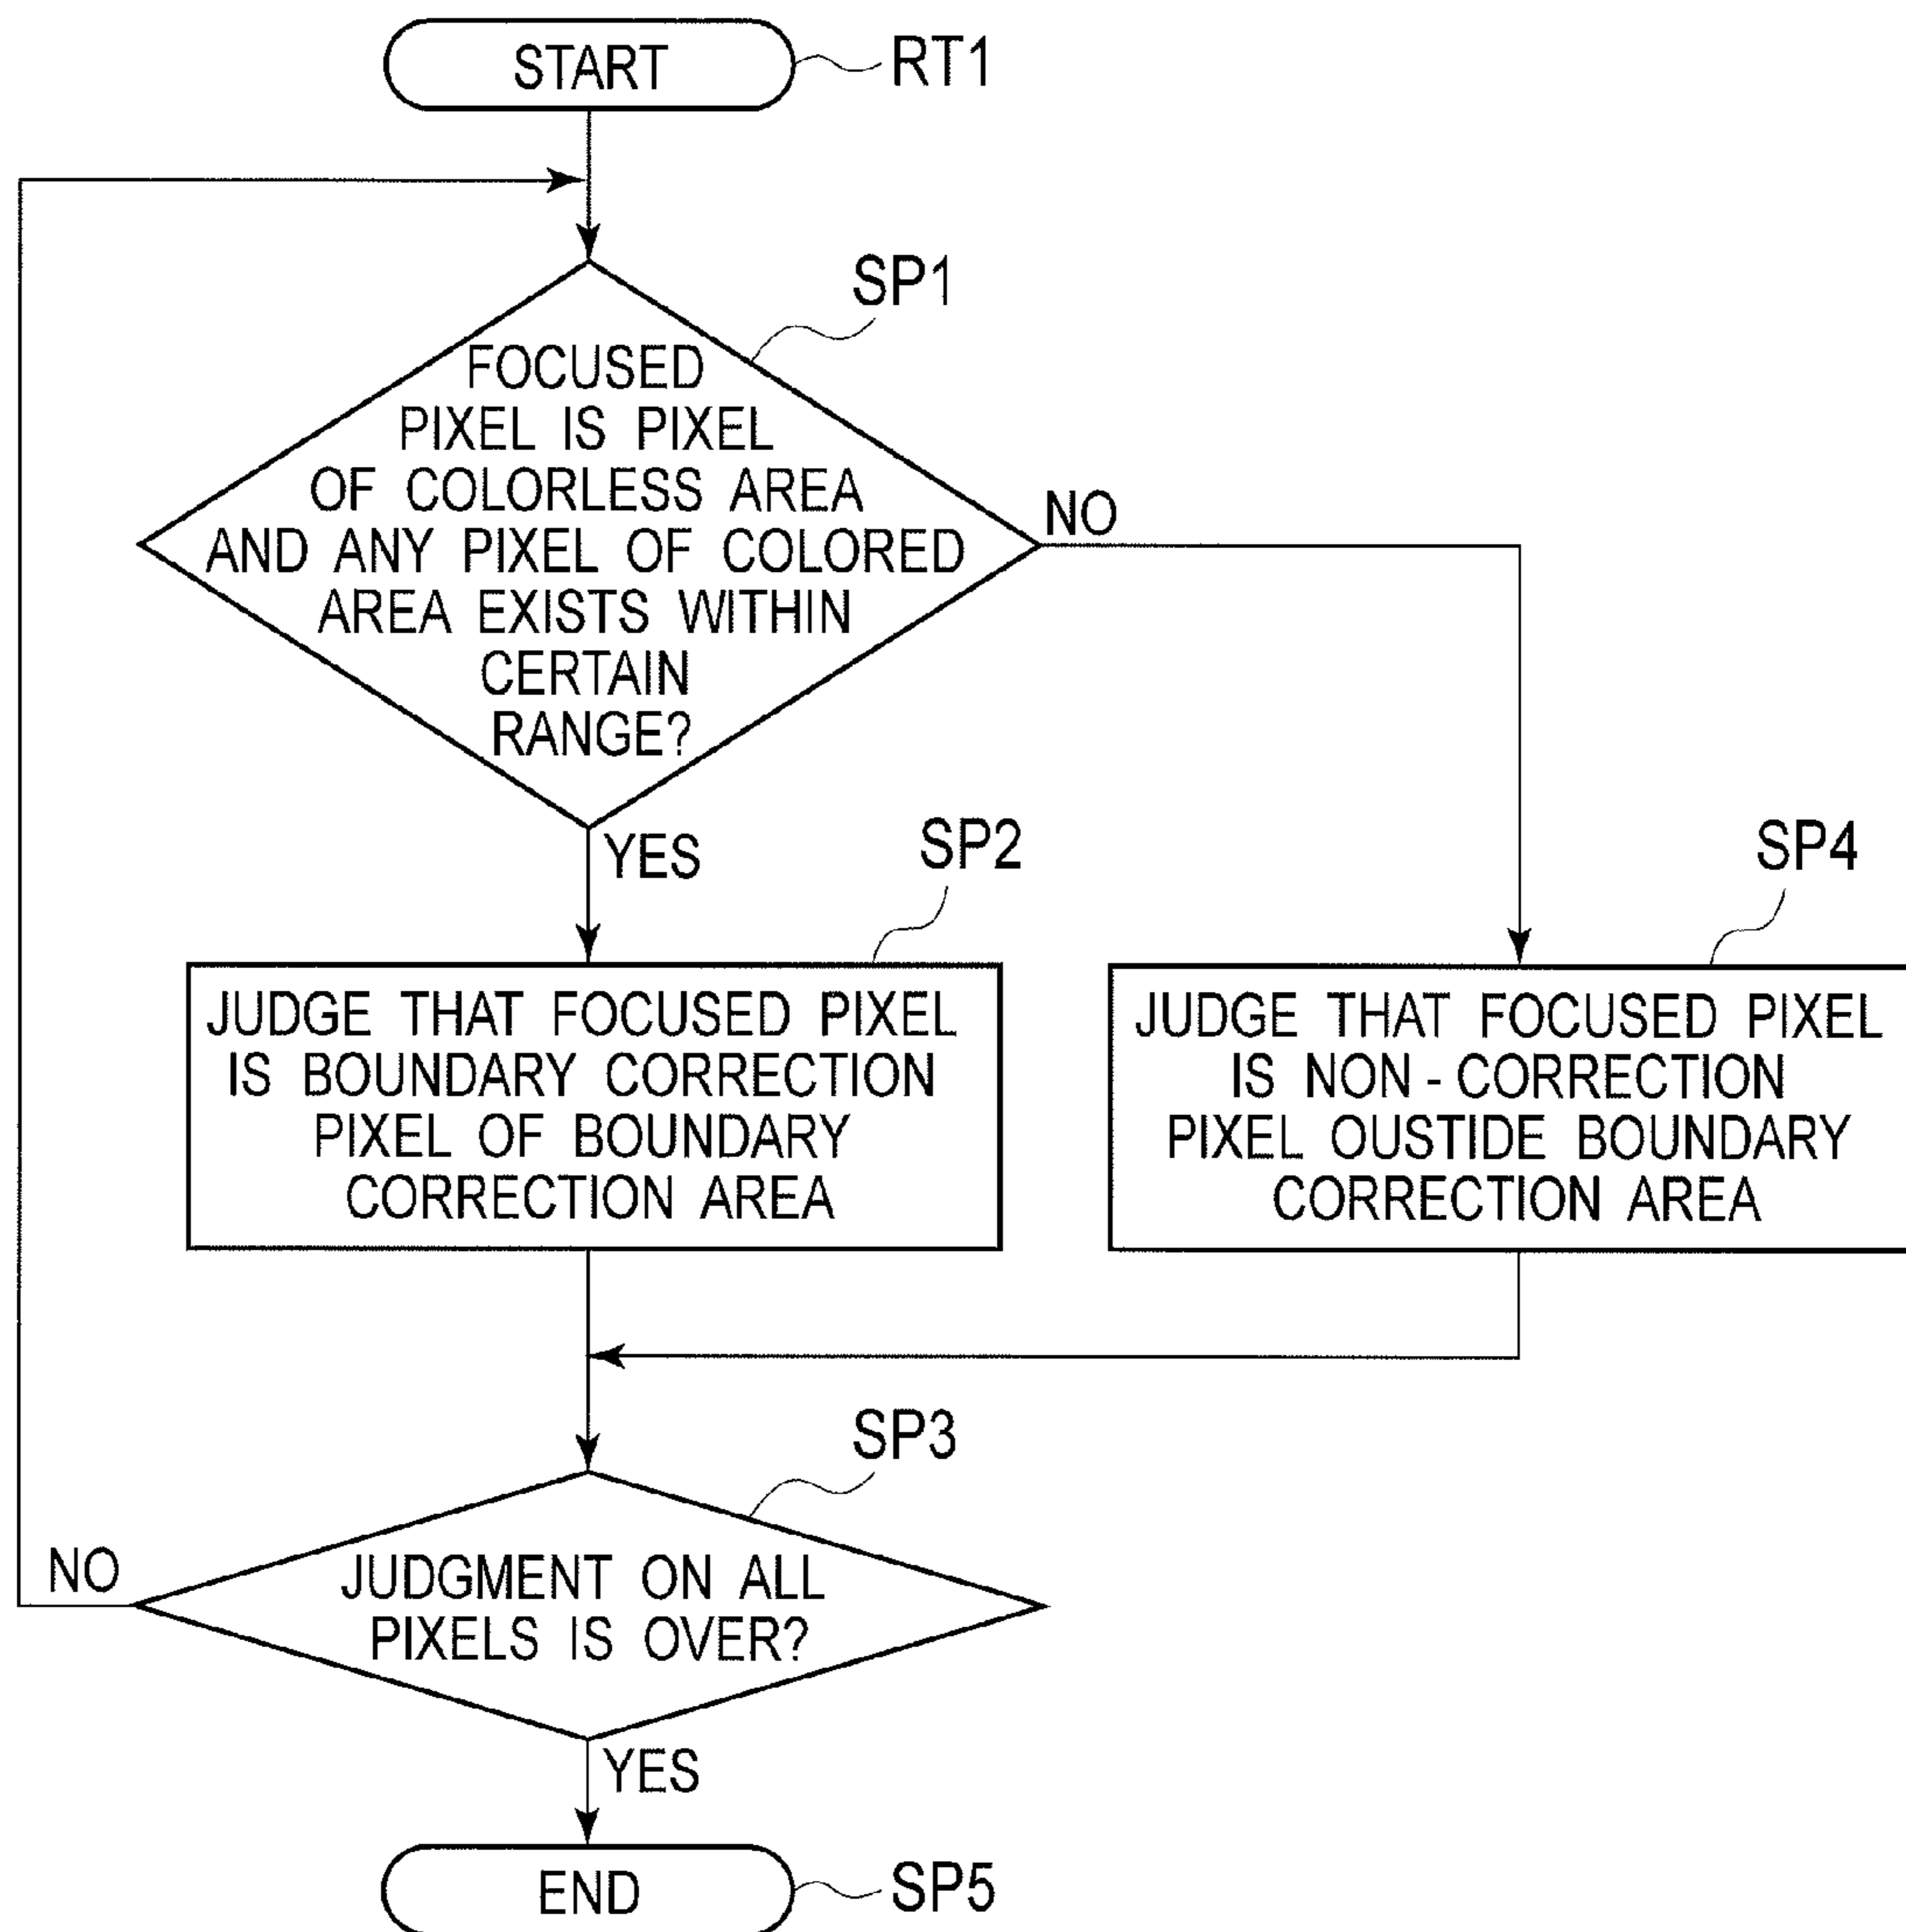 START
RT1
SP1
FOCUSED
PIXEL IS PIXEL
OF COLORLESS AREA
AND ANY PIXEL OF COLORED
AREA EXISTS WITHIN
CERTAIN
RANGE?
NO
YES
SP2
JUDGE THAT FOCUSED PIXEL
IS BOUNDARY CORRECTION
PIXEL OF BOUNDARY
CORRECTION AREA
SP4
JUDGE THAT FOCUSED PIXEL
IS NON - CORRECTION
PIXEL OUSTIDE BOUNDARY
CORRECTION AREA
SP3
JUDGMENT ON ALL
PIXELS IS OVER?
NO
YES
END
SP5